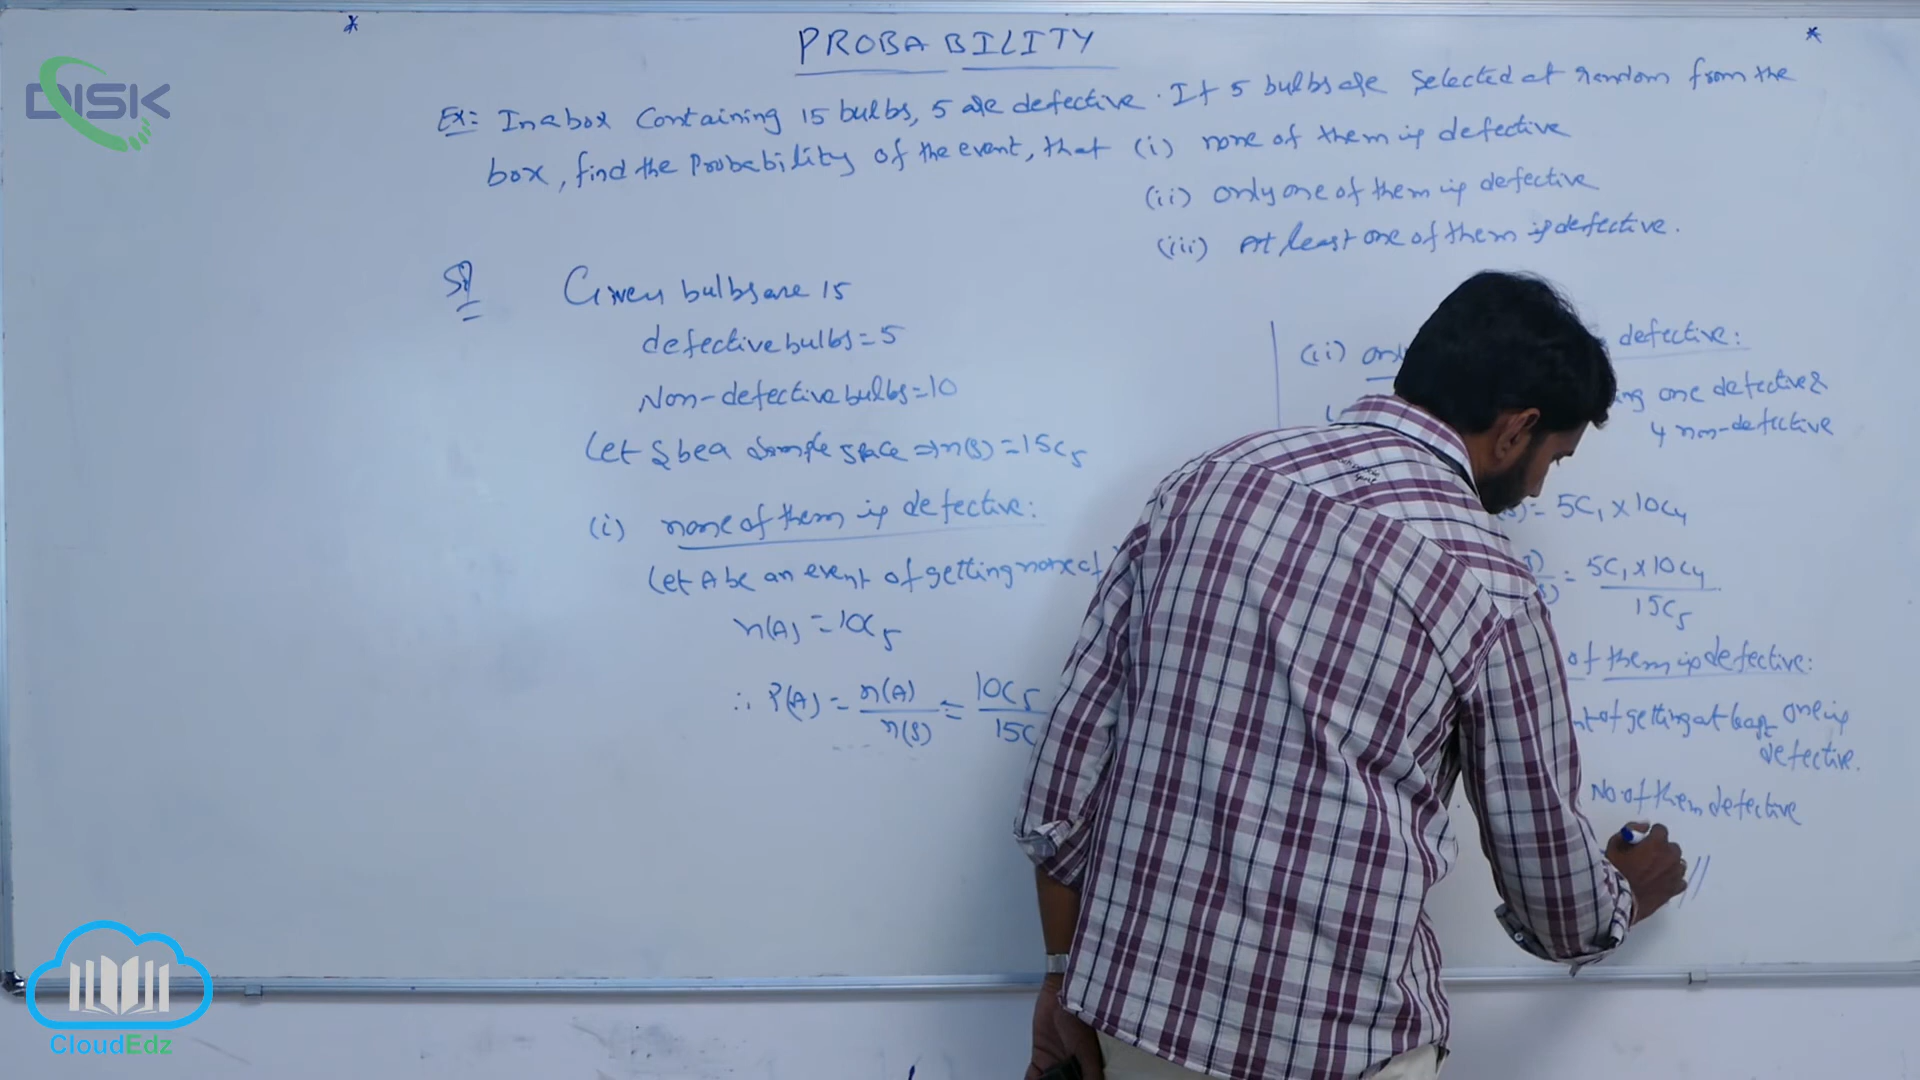 PROBABILITY
DISK
Ex: In a box Containing 15 bulbs, 5 are defective. If 5 bulbs are Selected at random from the
box, find the Probability of the event, that (i) none of them is defective
(ii) only one of them is defective
(iii) At least one of them is defective.
Sol
Given bulbs are 15
defective bulbs = 5
Non-defective bulbs = 10
Let S be a Sample space ⇒ n(S) = 15C5
(i) none of them is defective:
Let A be an event of getting none of
n(A) = 10C5
∴ P(A) = n(A)/n(S) = 10C5/15C
(ii) defective:
one defective &
4 non-defective
= 5C1 x 10C4
= 5C1 x 10C4 / 15C5
of them is defective:
of getting at least one is
defective.
No of them defective
CloudEdz